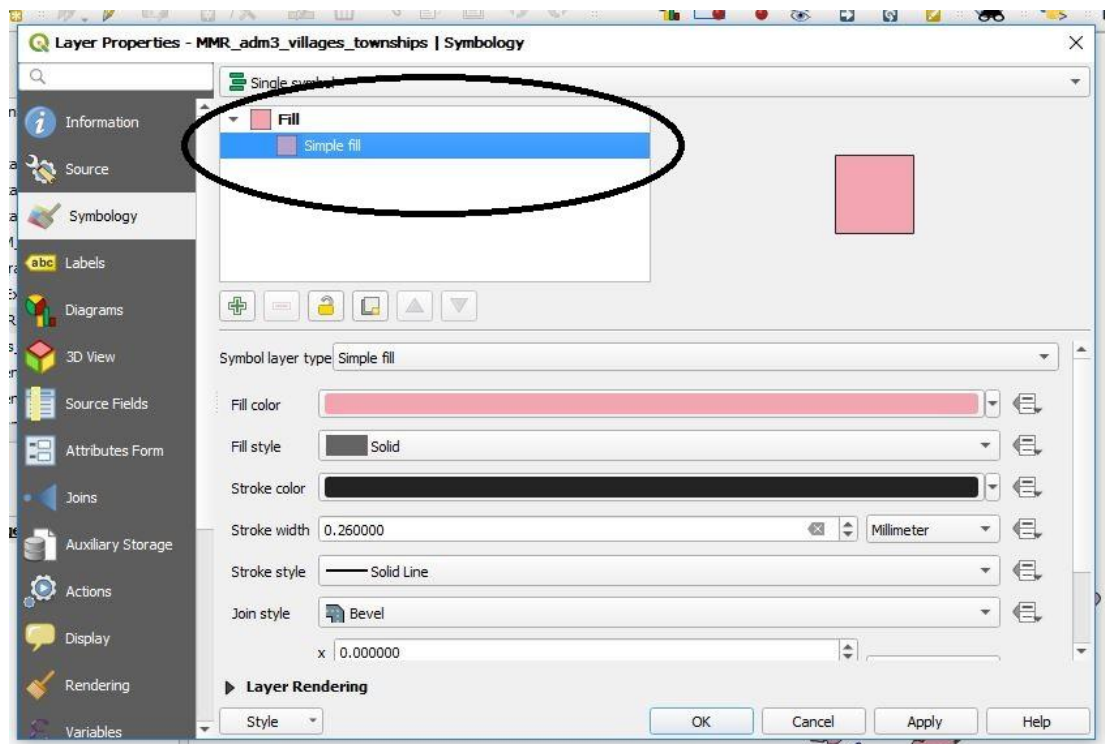 Layer Properties - MMR_adm3_villages_townships | Symbology
Single
Information
Fill
Simple fill
Source
Symbology
abc Labels
Diagrams
3D View
Symbol layer type Simple fill
Source Fields
Fill color
Attributes Form
Fill style Solid
Joins
Stroke color
Auxiliary Storage
Stroke width 0.260000 Millimeter
Actions
Stroke style Solid Line
Display
Join style Bevel
x 0.000000
Rendering
Layer Rendering
Variables
Style OK Cancel Apply Help